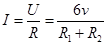 I = U/R = 6v/(R₁ + R₂)